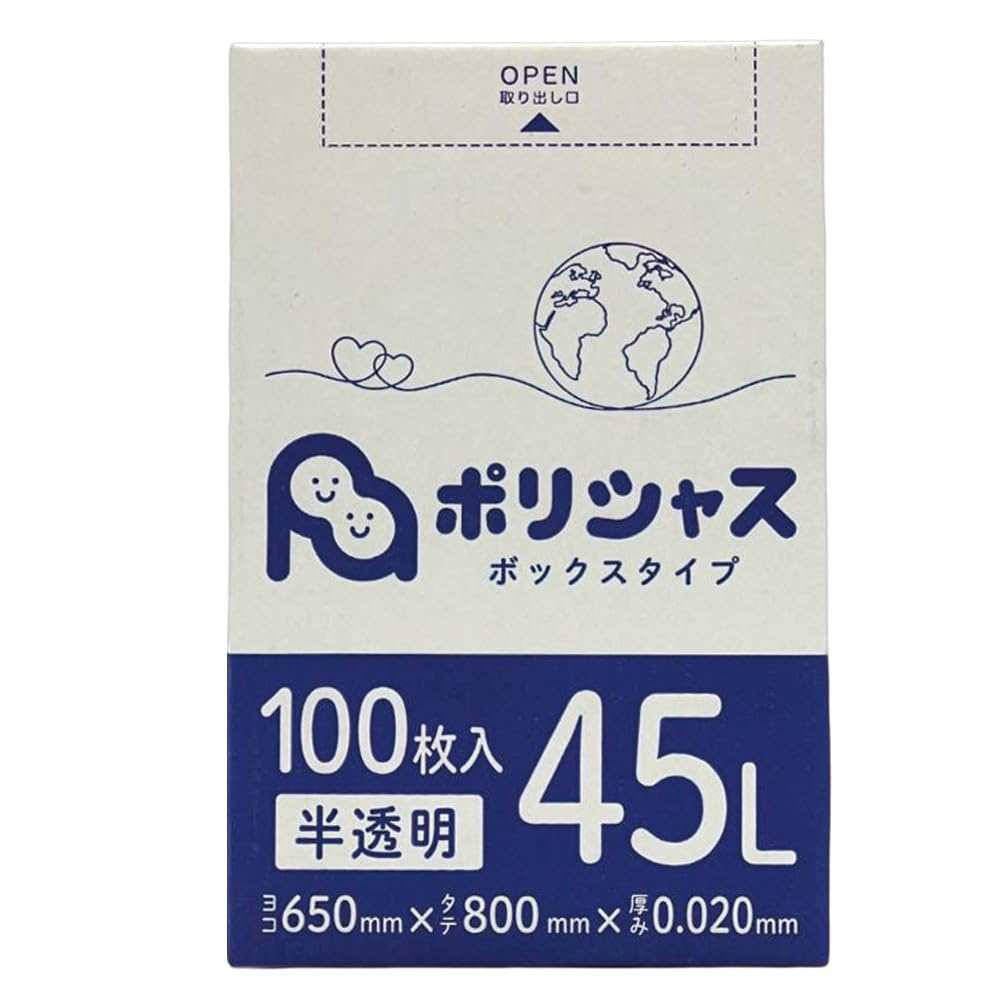 OPEN
取り出し口
ポリシャス
ボックスタイプ
100枚入
45L
半透明
ヨコ650mm×タテ800mm×厚み0.020mm